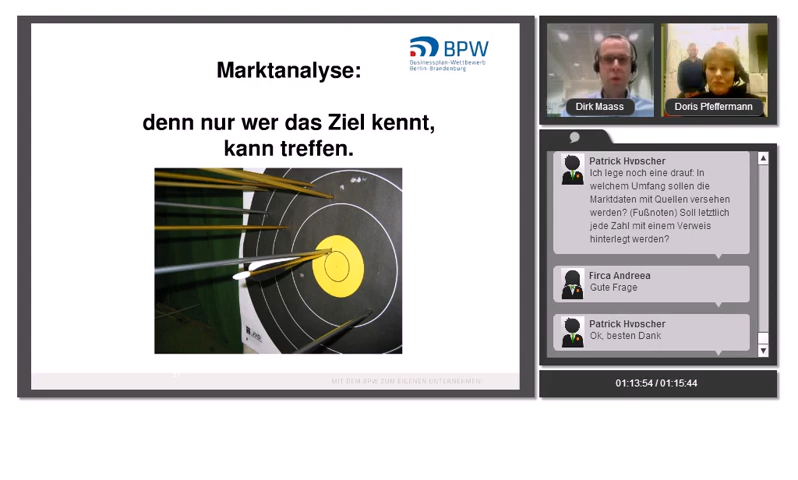 BPW
Businessplan-Wettbewerb
Berlin-Brandenburg
Marktanalyse:
denn nur wer das Ziel kennt,
kann treffen.
MIT DEM BPW ZUM EIGENEN UNTERNEHMEN!
Dirk Maass
Doris Pfeffermann
Patrick Hypscher
Ich lege noch eine drauf: In
welchem Umfang sollen die
Marktdaten mit Quellen versehen
werden? (Fußnoten) Soll letztlich
jede Zahl mit einem Verweis
hinterlegt werden?
Firca Andreea
Gute Frage
Patrick Hypscher
Ok, besten Dank
01:13:54 / 01:15:44